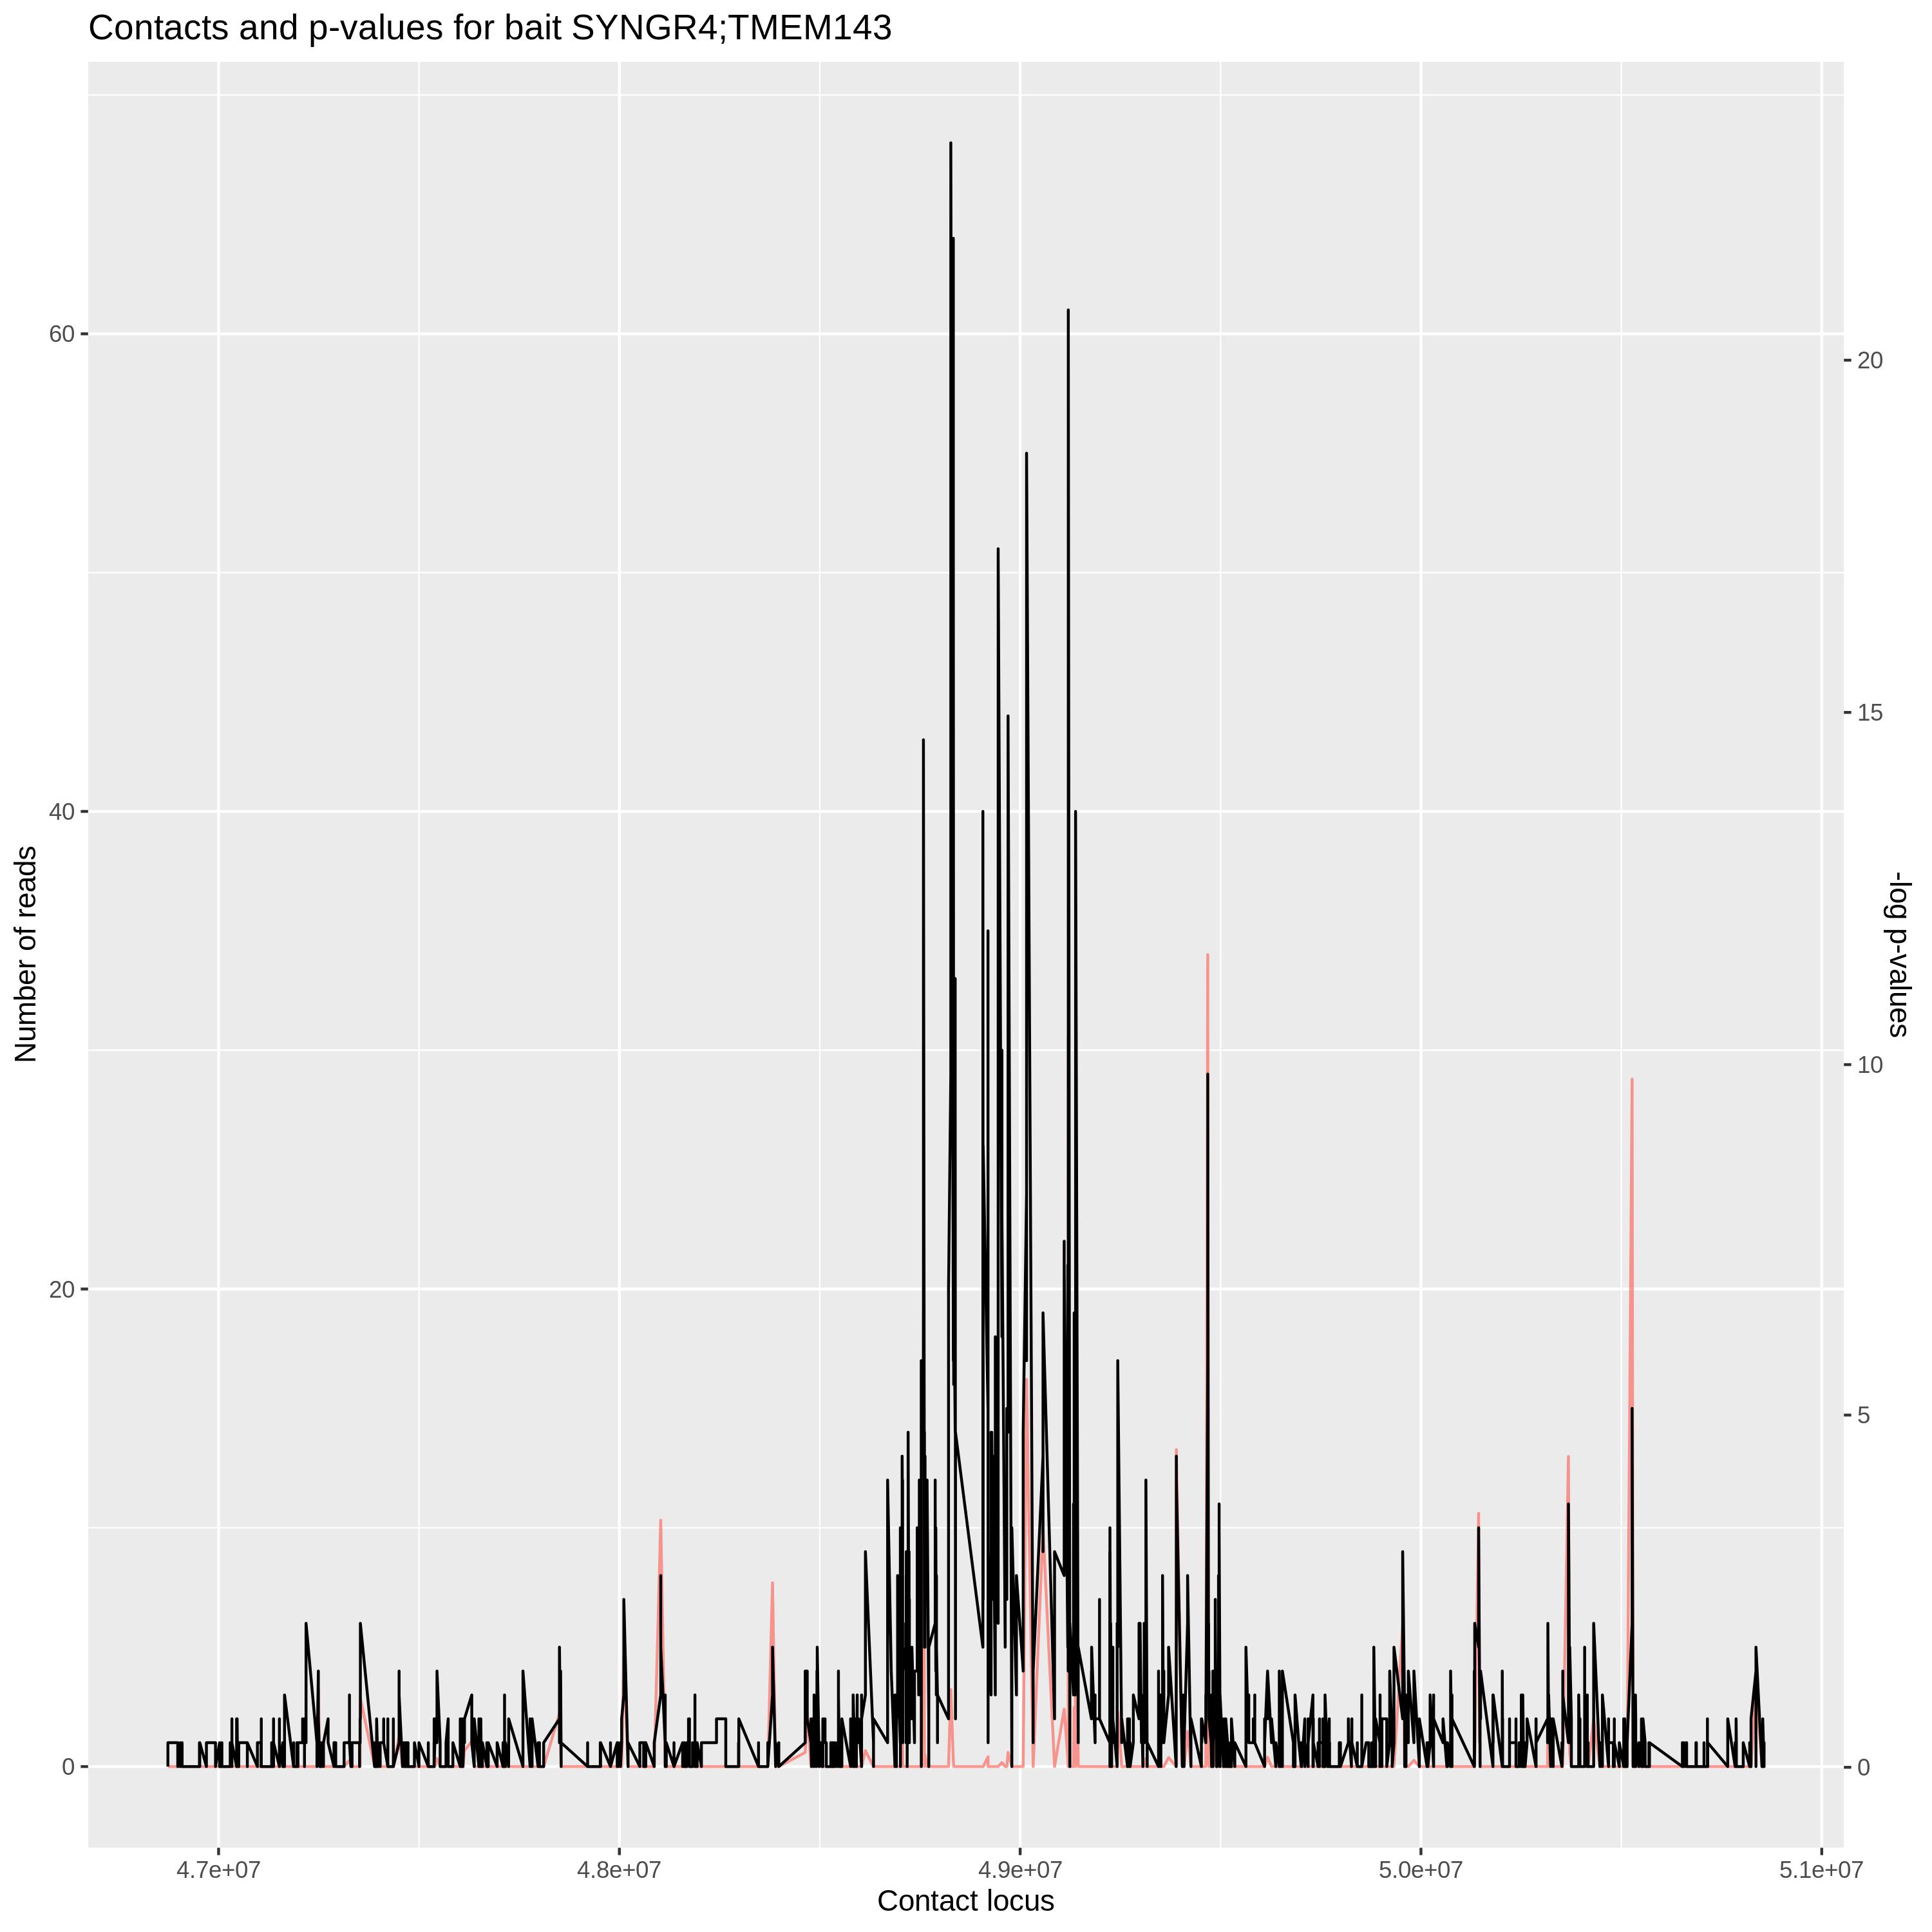 Contacts and p-values for bait SYNGR4;TMEM143
60
40
20
0
Number of reads
20
15
10
5
0
-log p-values
4.7e+07
4.8e+07
4.9e+07
5.0e+07
5.1e+07
Contact locus